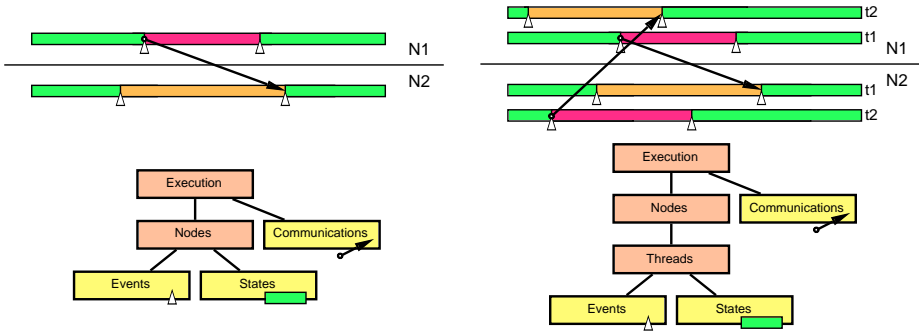 N1
N2
Execution
Nodes
Communications
Events
States
t2
t1
N1
N2
t1
t2
Execution
Nodes
Communications
Threads
Events
States